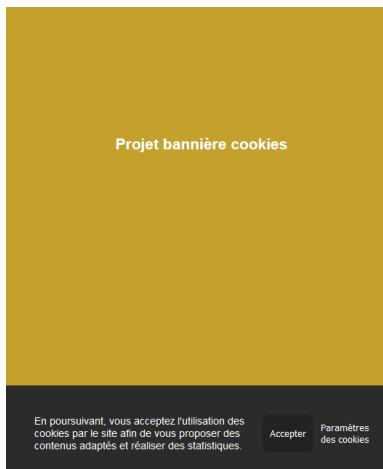 Projet bannière cookies
En poursuivant, vous acceptez l'utilisation des
cookies par le site afin de vous proposer des
contenus adaptés et réaliser des statistiques.
Accepter
Paramètres
des cookies